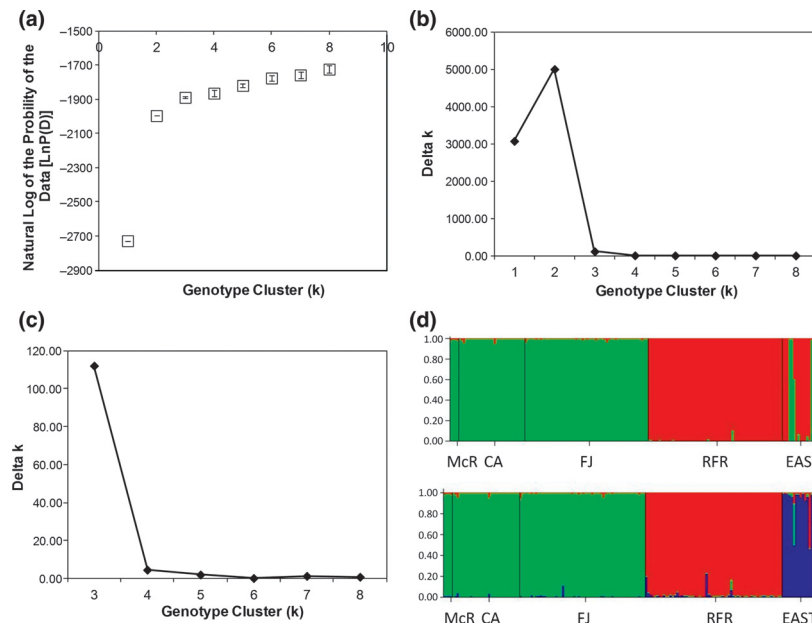 (a)
–1500
0 2 4 6 8 10
–1700
–1900
–2100
–2300
–2500
–2700
–2900
Natural Log of the Probility of the
Data [LnP(D)]
Genotype Cluster (k)
(b)
6000.00
5000.00
4000.00
3000.00
2000.00
1000.00
0.00
Delta k
1 2 3 4 5 6 7 8
Genotype Cluster (k)
(c)
120.00
100.00
80.00
60.00
40.00
20.00
0.00
Delta k
3 4 5 6 7 8
Genotype Cluster (k)
(d)
1.00
0.80
0.60
0.40
0.20
0.00
McR CA FJ RFR EAST
1.00
0.80
0.60
0.40
0.20
0.00
McR CA FJ RFR EAST